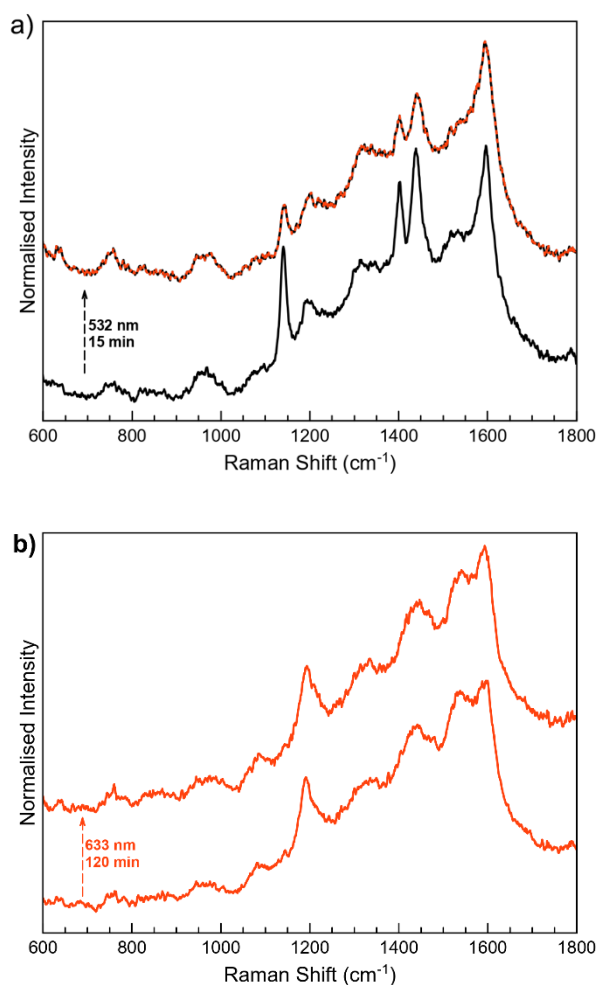 a)
Normalised Intensity
532 nm
15 min
600 800 1000 1200 1400 1600 1800
Raman Shift (cm⁻¹)
b)
Normalised Intensity
633 nm
120 min
600 800 1000 1200 1400 1600 1800
Raman Shift (cm⁻¹)